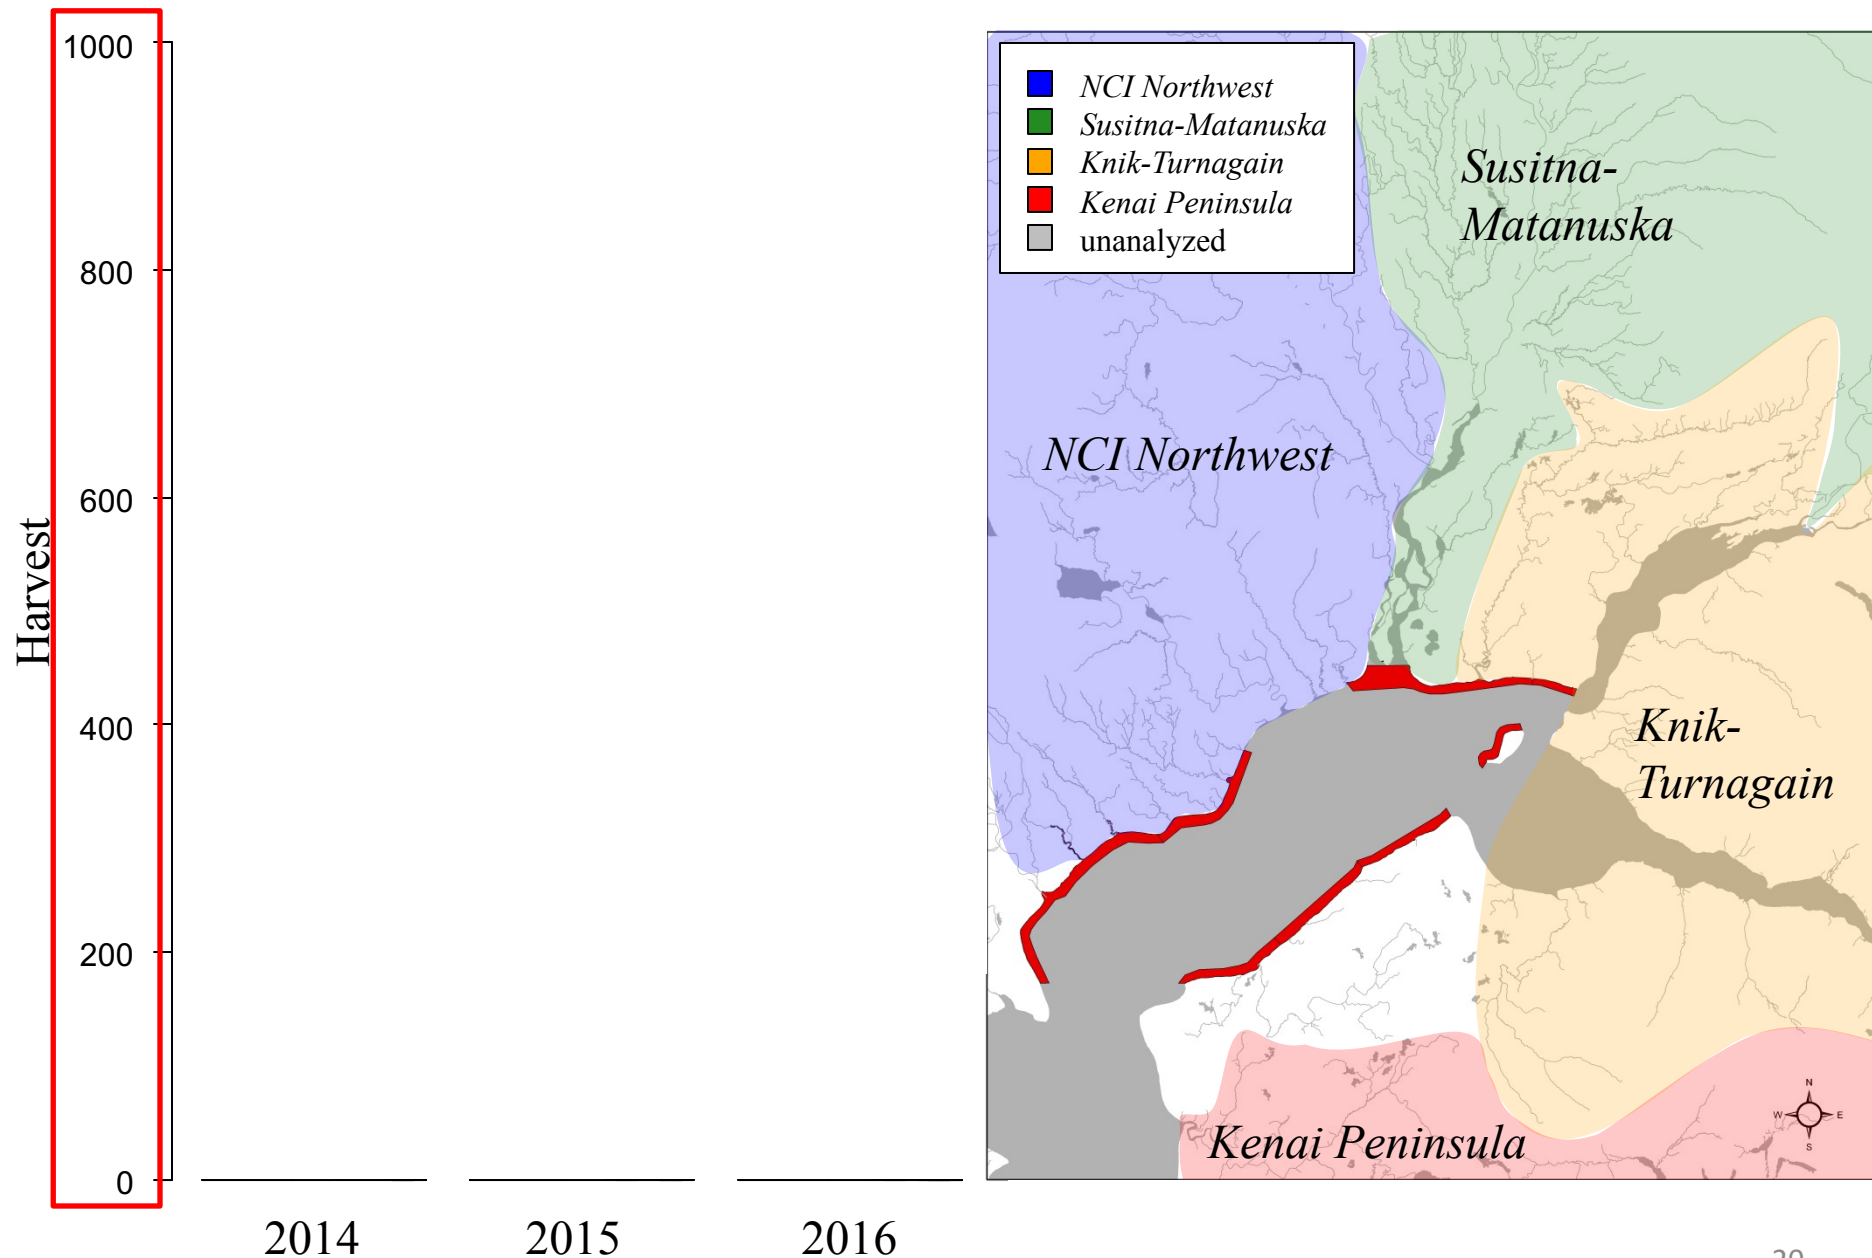 Harvest
1000
800
600
400
200
0
2014
2015
2016
NCI Northwest
Susitna-Matanuska
Knik-Turnagain
Kenai Peninsula
unanalyzed
Susitna-
Matanuska
NCI Northwest
Knik-
Turnagain
Kenai Peninsula
N
W
E
S